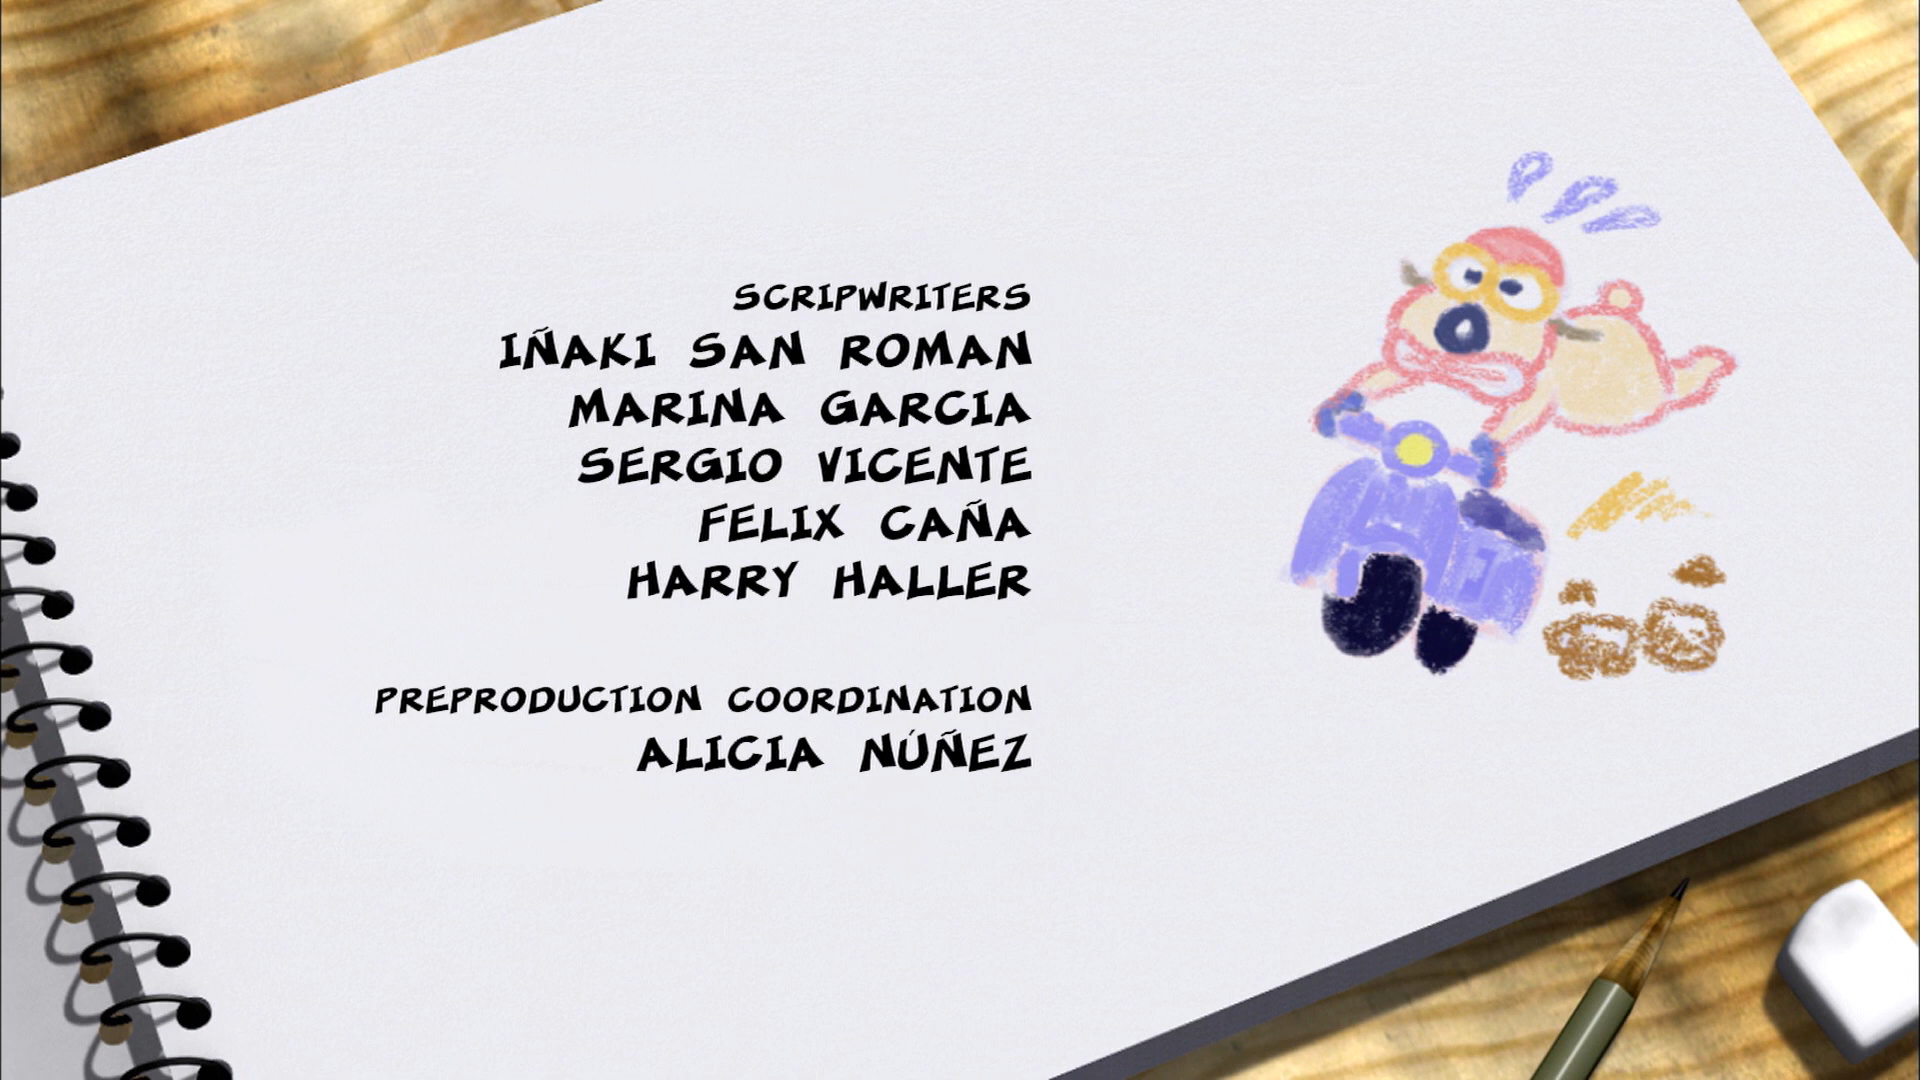 SCRIPWRITERS
IÑAKI SAN ROMAN
MARINA GARCIA
SERGIO VICENTE
FELIX CAÑA
HARRY HALLER
PREPRODUCTION COORDINATION
ALICIA NÚÑEZ